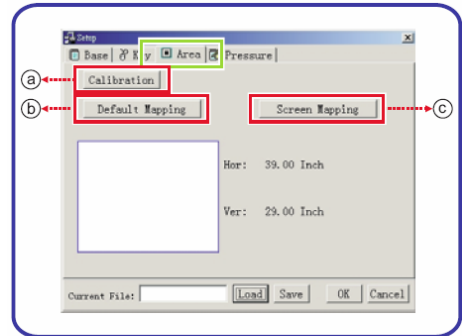 Setup
Base Key Area Pressure
ⓐ Calibration
ⓑ Default Mapping Screen Mapping ⓒ
Hor: 39.00 Inch
Ver: 29.00 Inch
Current File: Load Save OK Cancel